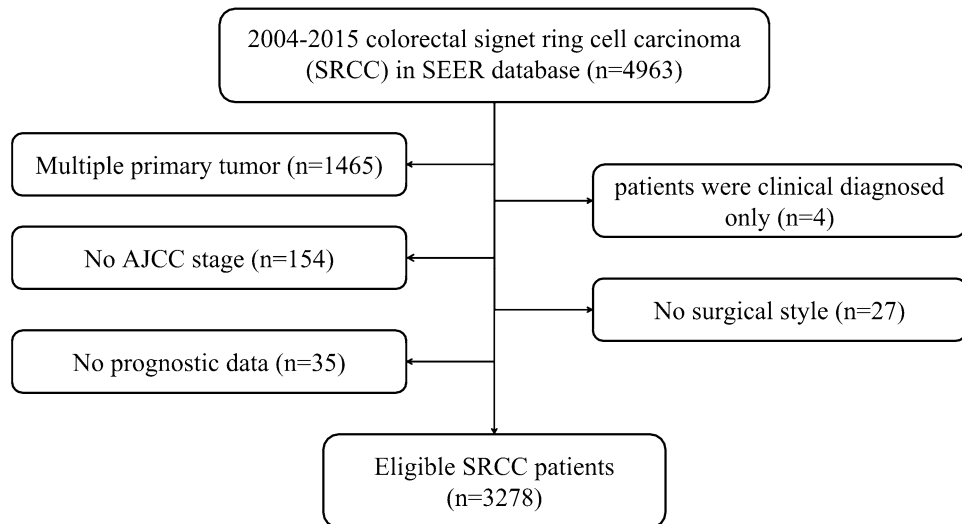 2004-2015 colorectal signet ring cell carcinoma
(SRCC) in SEER database (n=4963)
Multiple primary tumor (n=1465)
patients were clinical diagnosed
only (n=4)
No AJCC stage (n=154)
No surgical style (n=27)
No prognostic data (n=35)
Eligible SRCC patients
(n=3278)